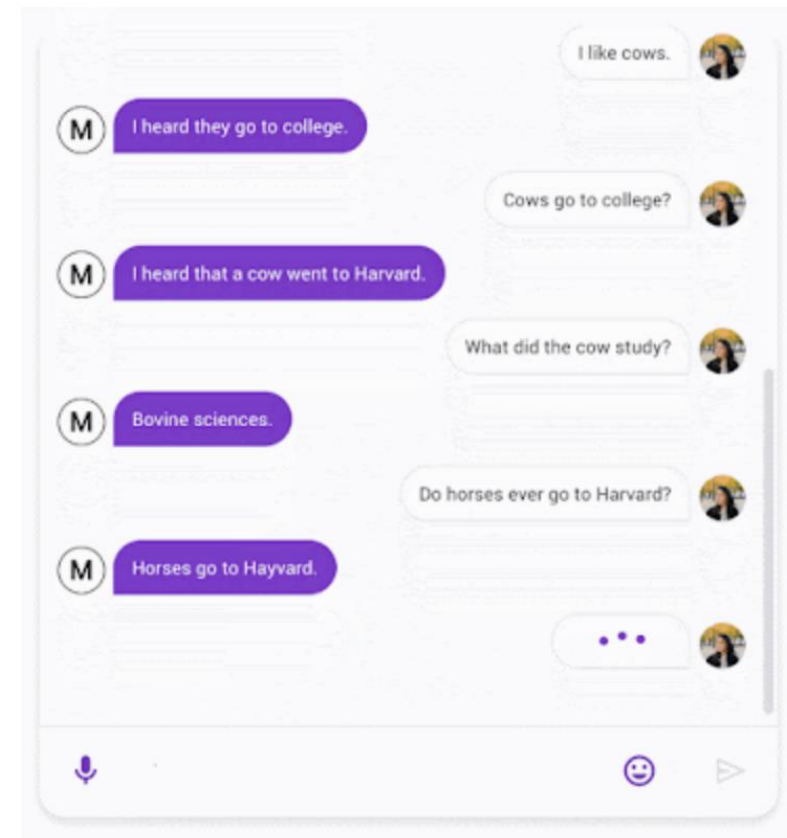 I like cows.
M
I heard they go to college.
Cows go to college?
M
I heard that a cow went to Harvard.
What did the cow study?
M
Bovine sciences.
Do horses ever go to Harvard?
M
Horses go to Hayvard.